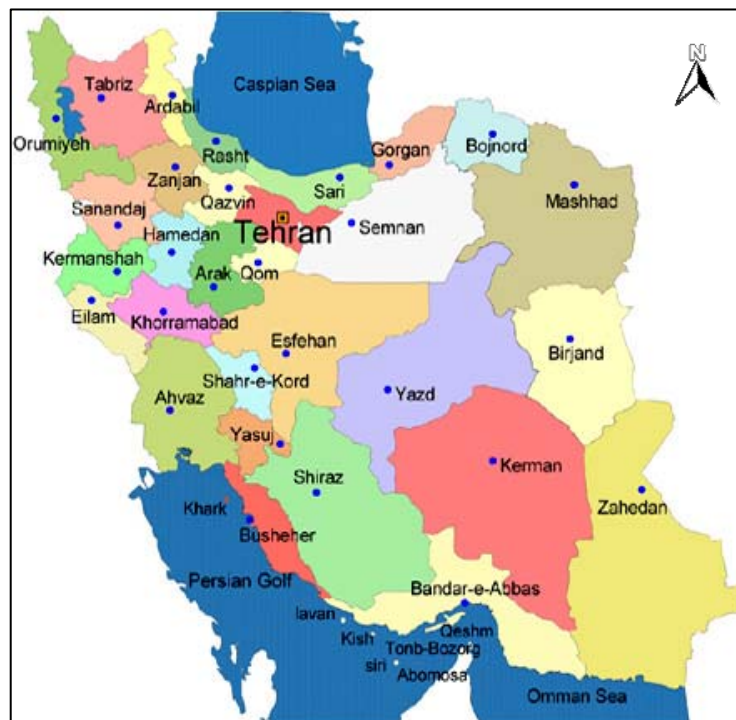 N
Caspian Sea
Tabriz
Ardabil
Orumiyeh
Rasht
Gorgan
Bojnord
Zanjan
Qazvin
Sari
Mashhad
Sanandaj
Tehran
Semnan
Hamedan
Kermanshah
Arak
Qom
Eilam
Khorramabad
Esfehan
Birjand
Shahr-e-Kord
Ahvaz
Yazd
Yasuj
Kerman
Shiraz
Zahedan
Khark
Busheher
Persian Golf
Bandar-e-Abbas
lavan
Kish
Qeshm
Tonb-Bozorg
siri
Abomosa
Omman Sea